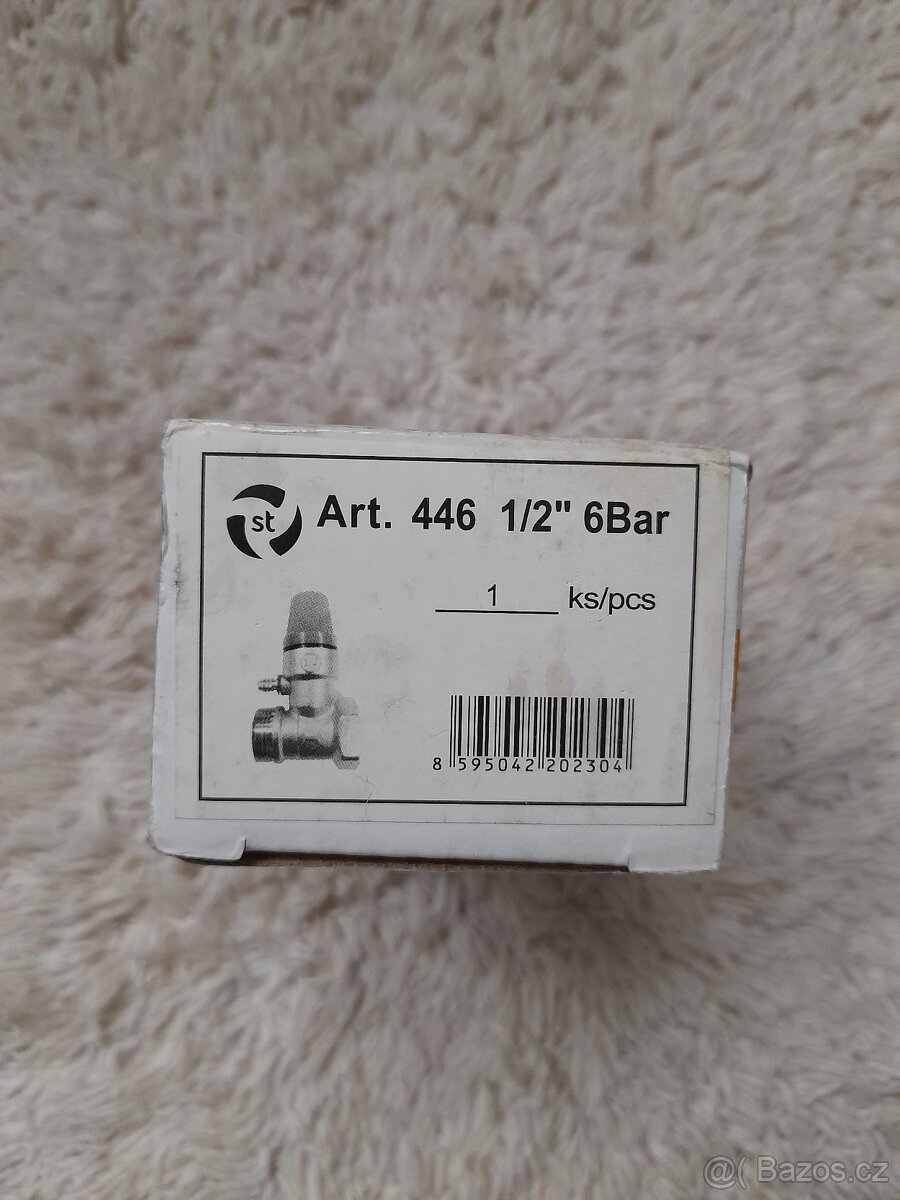 st Art. 446 1/2" 6Bar
1 ks/pcs
8 595042 202304
@( Bazos.cz